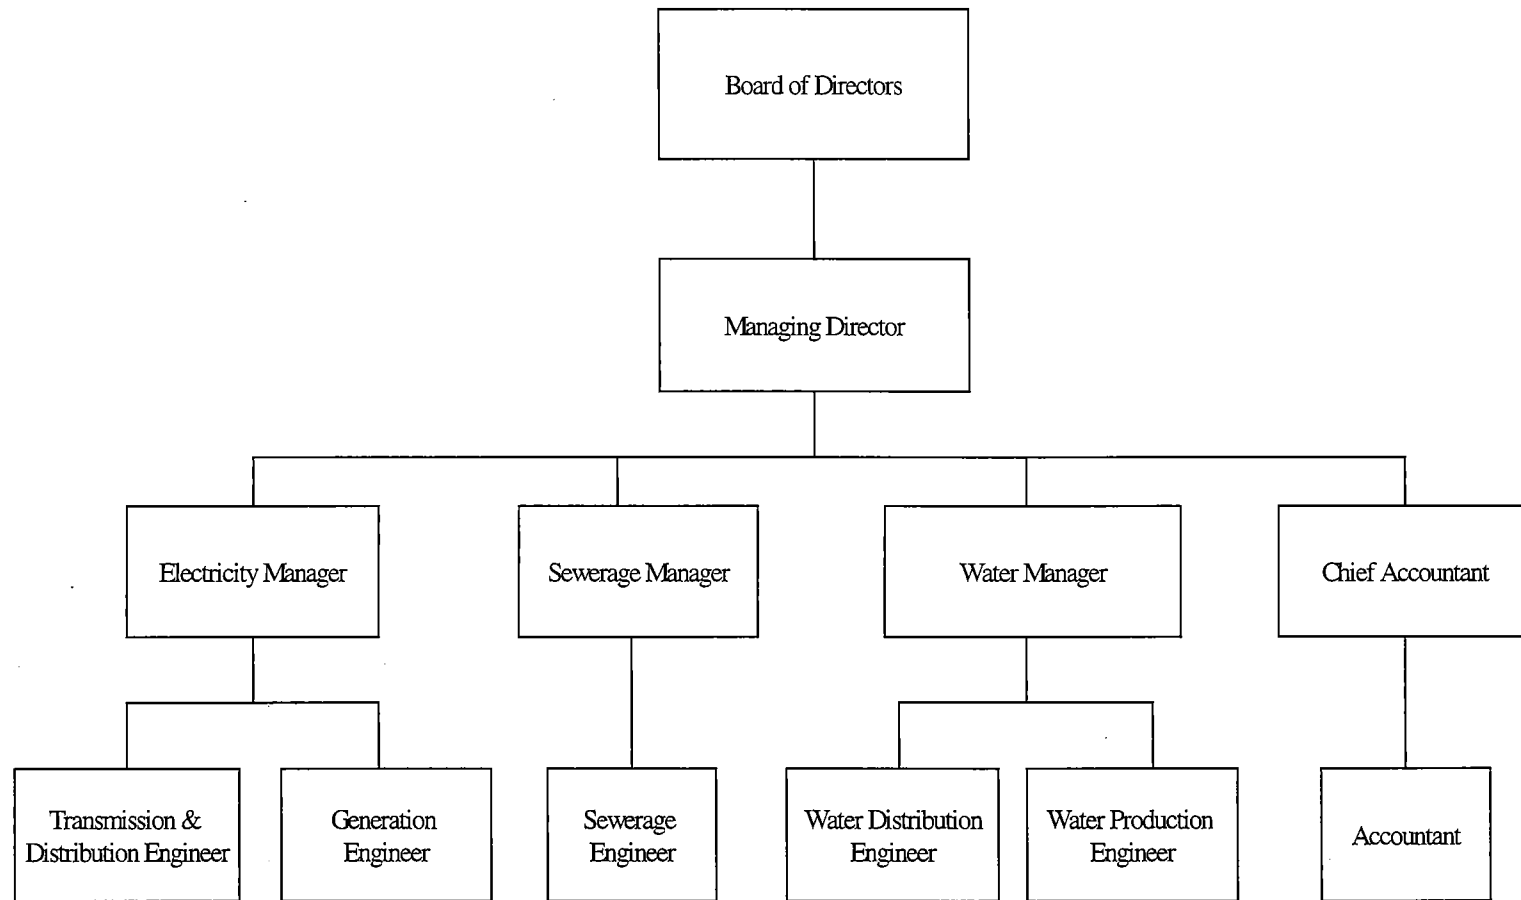 Board of Directors
Managing Director
Electricity Manager
Sewerage Manager
Water Manager
Chief Accountant
Transmission &
Distribution Engineer
Generation
Engineer
Sewerage
Engineer
Water Distribution
Engineer
Water Production
Engineer
Accountant